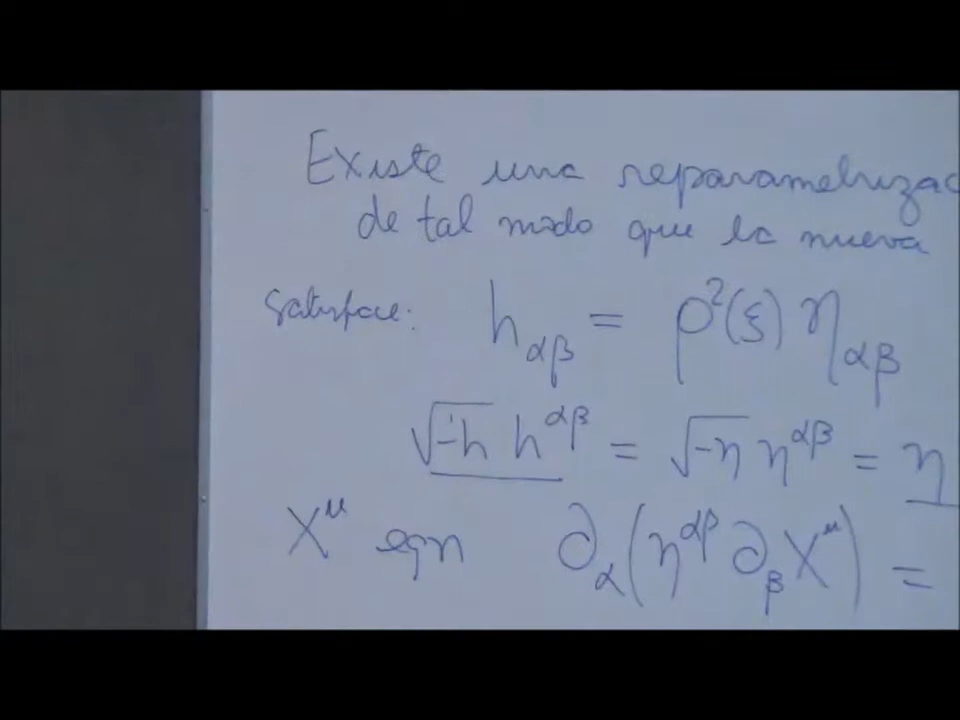 Existe una reparametrizac
de tal modo que la nueva
satisface: h_{αβ} = ρ²(ξ) η_{αβ}
√-h h^{αβ} = √-η η^{αβ} = η
X^μ eqn ∂_α(η^{αβ} ∂_β X^μ) =